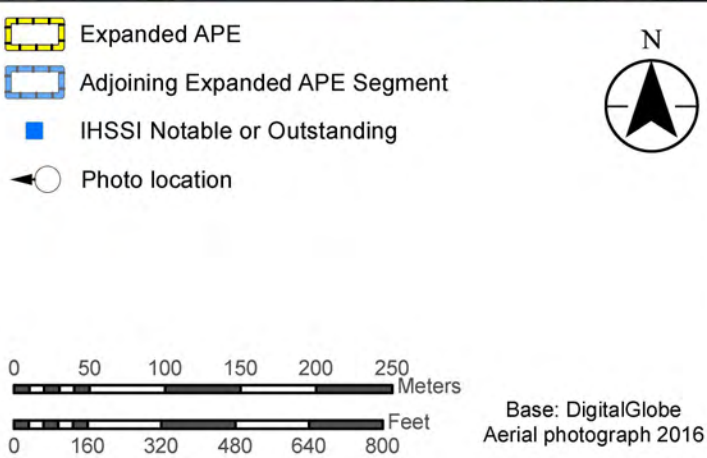 Expanded APE
N
Adjoining Expanded APE Segment
IHSSI Notable or Outstanding
Photo location
0 50 100 150 200 250
Meters
Feet
0 160 320 480 640 800
Base: DigitalGlobe
Aerial photograph 2016